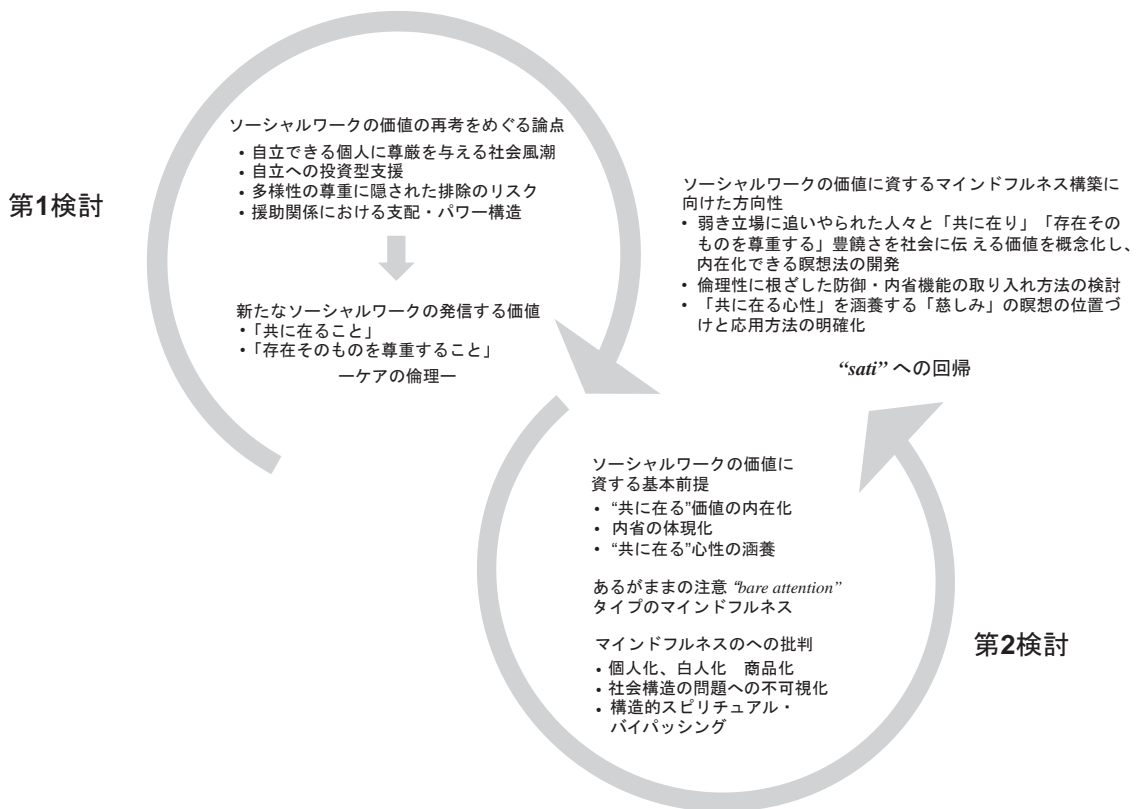 第1検討
ソーシャルワークの価値の再考をめぐる論点
• 自立できる個人に尊厳を与える社会風潮
• 自立への投資型支援
• 多様性の尊重に隠された排除のリスク
• 援助関係における支配・パワー構造
新たなソーシャルワークの発信する価値
•「共に在ること」
•「存在そのものを尊重すること」
―ケアの倫理―
ソーシャルワークの価値に資するマインドフルネス構築に
向けた方向性
• 弱き立場に追いやられた人々と「共に在り」「存在その
ものを尊重する」豊饒さを社会に伝 える価値を概念化し、
内在化できる瞑想法の開発
• 倫理性に根ざした防御・内省機能の取り入れ方法の検討
• 「共に在る心性」を涵養する「慈しみ」の瞑想の位置づ
けと応用方法の明確化
“sati” への回帰
ソーシャルワークの価値に
資する基本前提
• “共に在る”価値の内在化
• 内省の体現化
• “共に在る”心性の涵養
あるがままの注意 “bare attention”
タイプのマインドフルネス
マインドフルネスのへの批判
• 個人化、白人化 商品化
• 社会構造の問題への不可視化
• 構造的スピリチュアル・
バイパッシング
第2検討